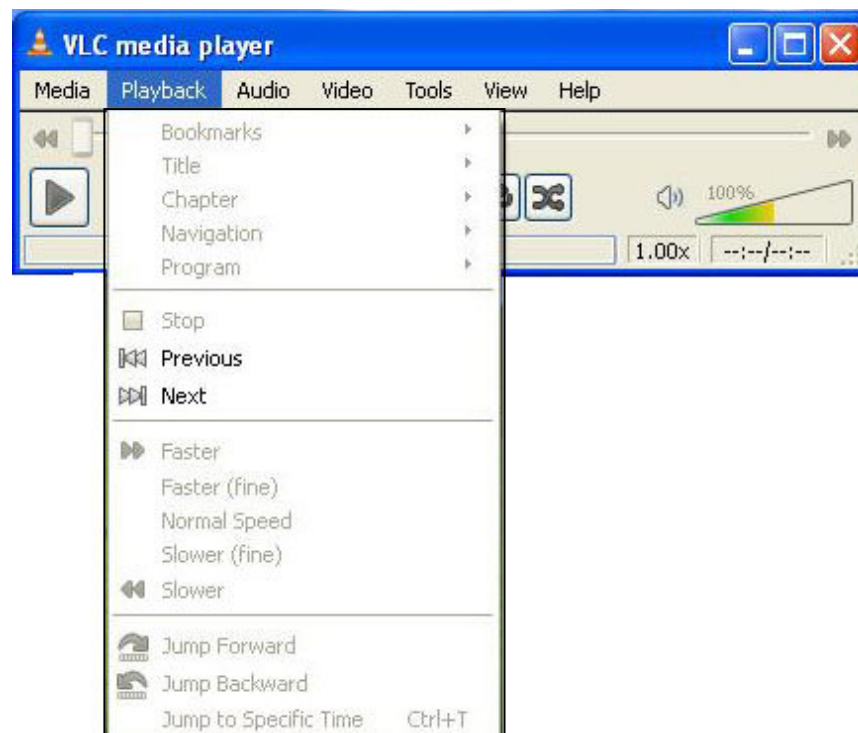 VLC media player
Media Playback Audio Video Tools View Help
Bookmarks
Title
Chapter
100%
Navigation
1.00x --:--/--:--
Program
Stop
Previous
Next
Faster
Faster (fine)
Normal Speed
Slower (fine)
Slower
Jump Forward
Jump Backward
Jump to Specific Time Ctrl+T